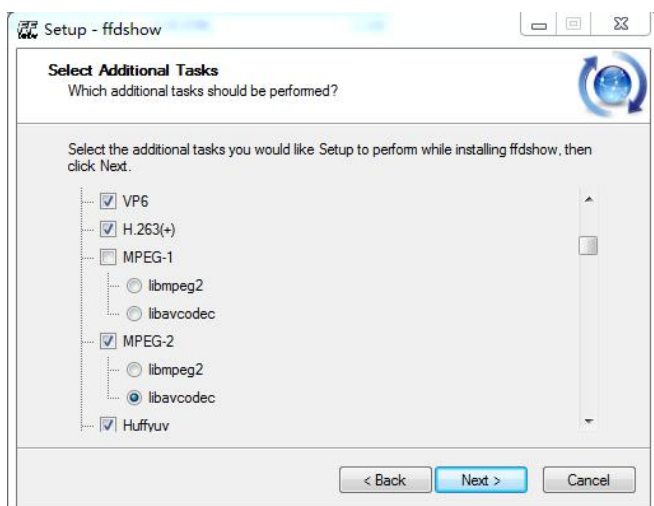 Setup - ffdshow
Select Additional Tasks
Which additional tasks should be performed?
Select the additional tasks you would like Setup to perform while installing ffdshow, then
click Next.
VP6
H.263(+)
MPEG-1
libmpeg2
libavcodec
MPEG-2
libmpeg2
libavcodec
Huffyuv
< Back
Next >
Cancel